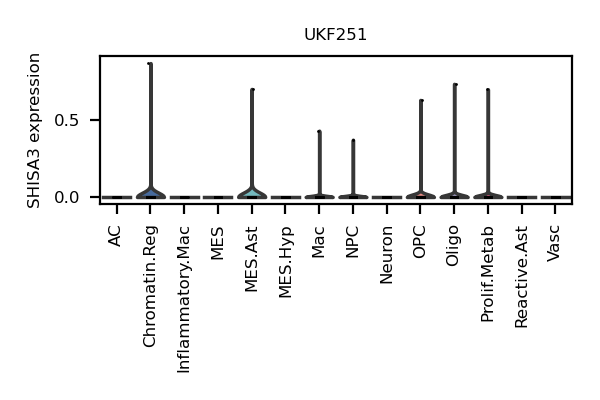 UKF251
SHISA3 expression
0.5
0.0
AC
Chromatin.Reg
Inflammatory.Mac
MES
MES.Ast
MES.Hyp
Mac
NPC
Neuron
OPC
Oligo
Prolif.Metab
Reactive.Ast
Vasc